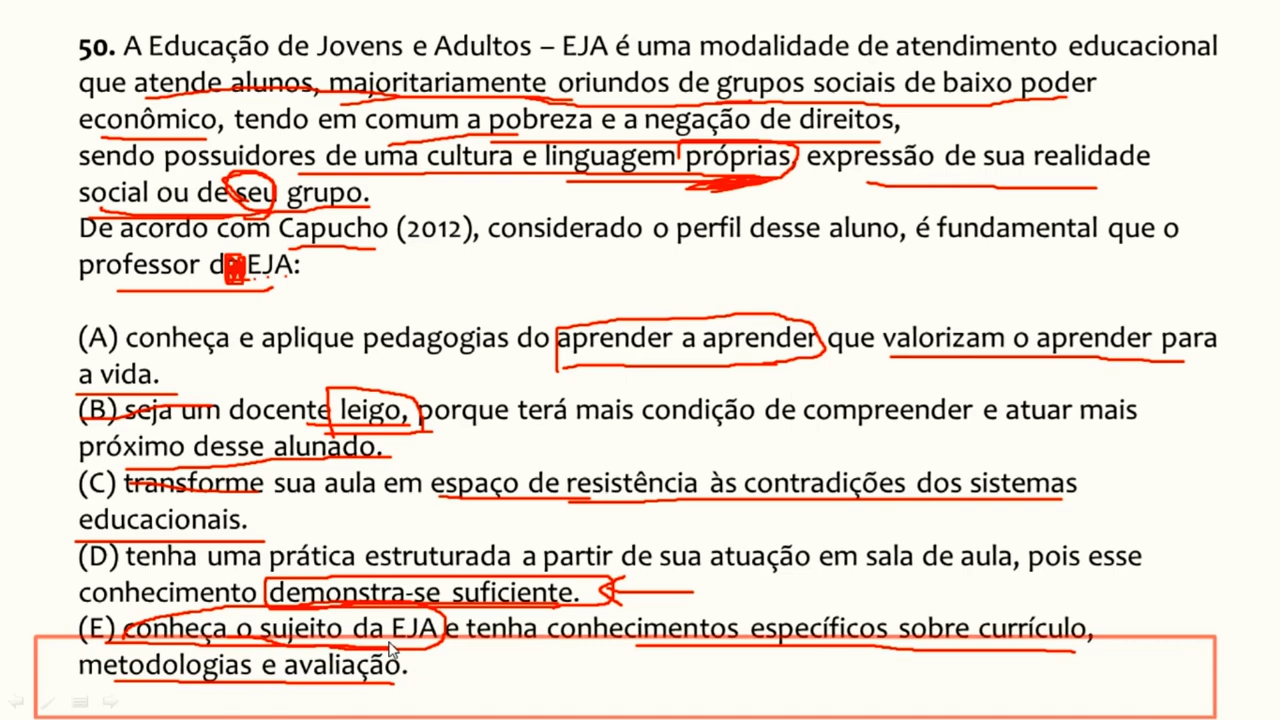 50. A Educação de Jovens e Adultos – EJA é uma modalidade de atendimento educacional
que atende alunos, majoritariamente oriundos de grupos sociais de baixo poder
econômico, tendo em comum a pobreza e a negação de direitos,
sendo possuidores de uma cultura e linguagem próprias, expressão de sua realidade
social ou de seu grupo.
De acordo com Capucho (2012), considerado o perfil desse aluno, é fundamental que o
professor EJA:
(A) conheça e aplique pedagogias do aprender a aprender que valorizam o aprender para
a vida.
(B) seja um docente leigo, porque terá mais condição de compreender e atuar mais
próximo desse alunado.
(C) transforme sua aula em espaço de resistência às contradições dos sistemas
educacionais.
(D) tenha uma prática estruturada a partir de sua atuação em sala de aula, pois esse
conhecimento demonstra-se suficiente.
(E) conheça o sujeito da EJA e tenha conhecimentos específicos sobre currículo,
metodologias e avaliação.